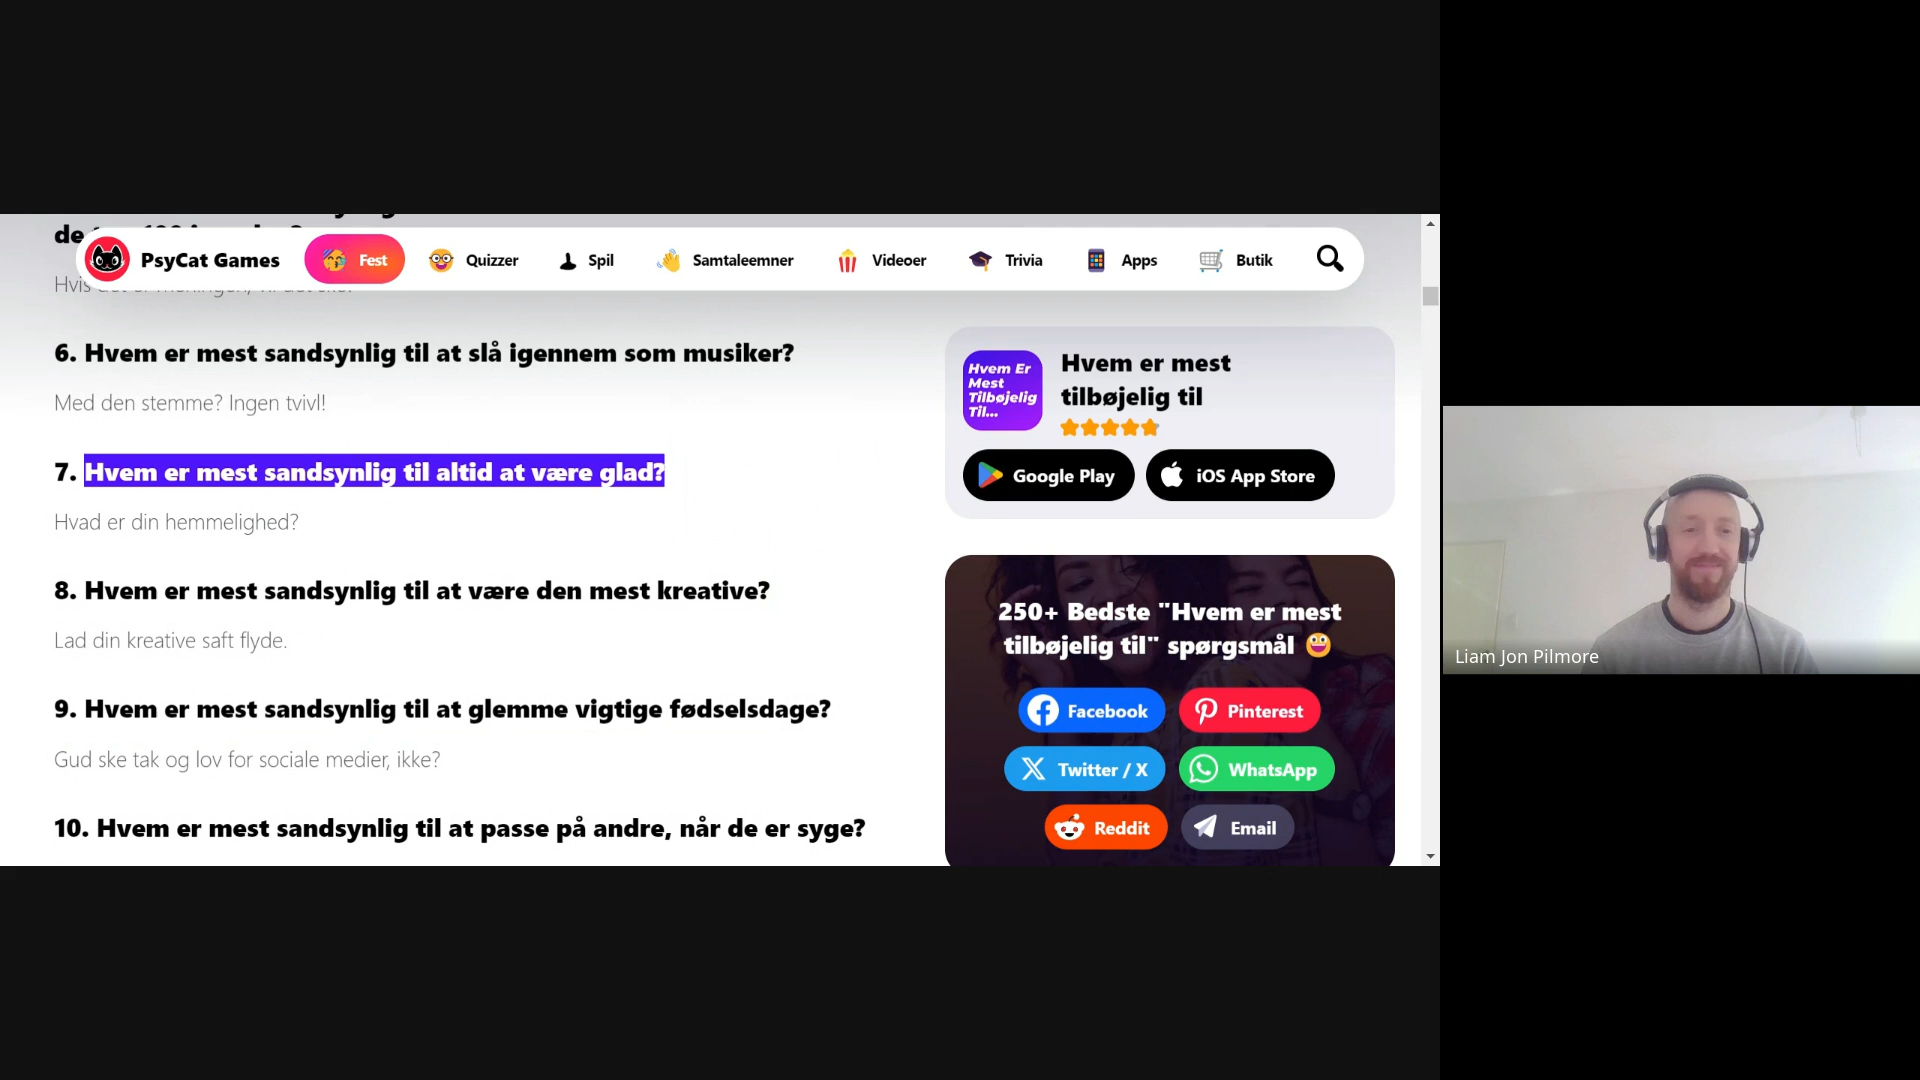 PsyCat Games
Fest
Quizzer
Spil
Samtaleemner
Videoer
Trivia
Apps
Butik
6. Hvem er mest sandsynlig til at slå igennem som musiker?
Med den stemme? Ingen tvivl!
7. Hvem er mest sandsynlig til altid at være glad?
Hvad er din hemmelighed?
8. Hvem er mest sandsynlig til at være den mest kreative?
Lad din kreative saft flyde.
9. Hvem er mest sandsynlig til at glemme vigtige fødselsdage?
Gud ske tak og lov for sociale medier, ikke?
10. Hvem er mest sandsynlig til at passe på andre, når de er syge?
Hvem Er
Mest
Tilbøjelig
Til...
Hvem er mest
tilbøjelig til
Google Play
iOS App Store
250+ Bedste "Hvem er mest
tilbøjelig til" spørgsmål
Facebook
Pinterest
Twitter / X
WhatsApp
Reddit
Email
Liam Jon Pilmore